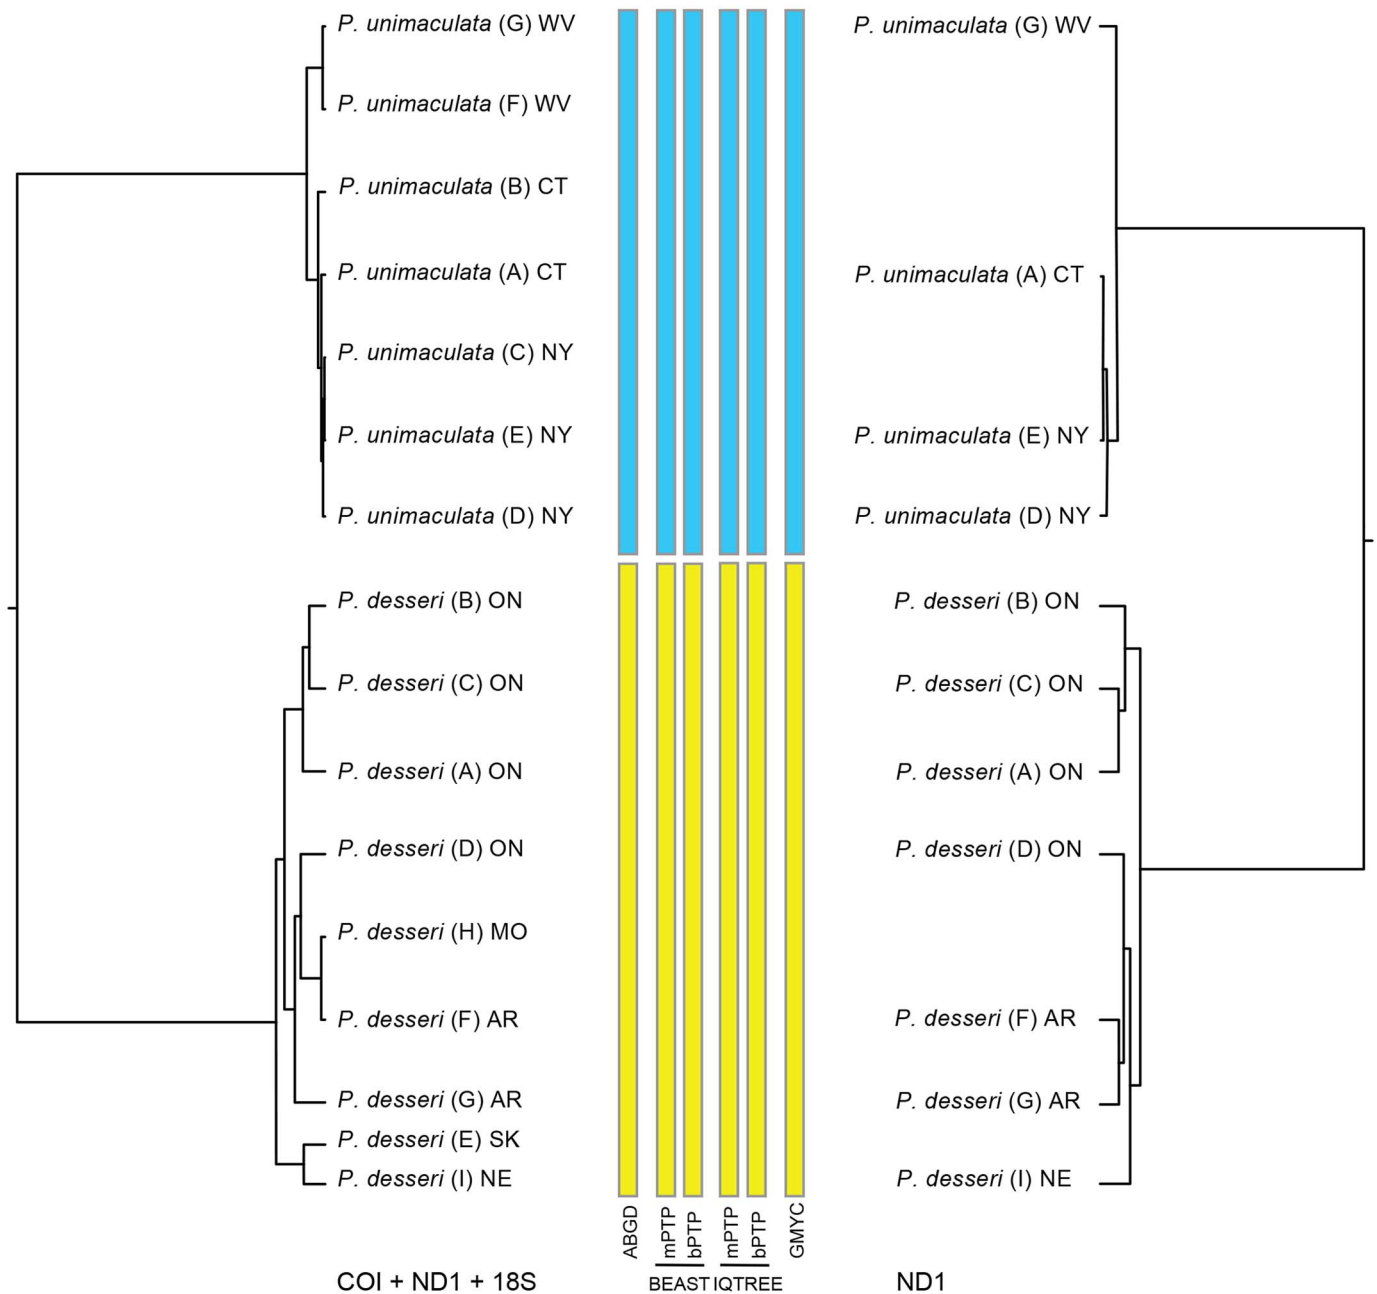 P. unimaculata (G) WV
P. unimaculata (F) WV
P. unimaculata (B) CT
P. unimaculata (A) CT
P. unimaculata (C) NY
P. unimaculata (E) NY
P. unimaculata (D) NY
P. desseri (B) ON
P. desseri (C) ON
P. desseri (A) ON
P. desseri (D) ON
P. desseri (H) MO
P. desseri (F) AR
P. desseri (G) AR
P. desseri (E) SK
P. desseri (I) NE
COI + ND1 + 18S
ABGD
mPTP
bPTP
mPTP
bPTP
GMYC
BEAST
IQTREE
P. unimaculata (G) WV
P. unimaculata (A) CT
P. unimaculata (E) NY
P. unimaculata (D) NY
P. desseri (B) ON
P. desseri (C) ON
P. desseri (A) ON
P. desseri (D) ON
P. desseri (F) AR
P. desseri (G) AR
P. desseri (I) NE
ND1